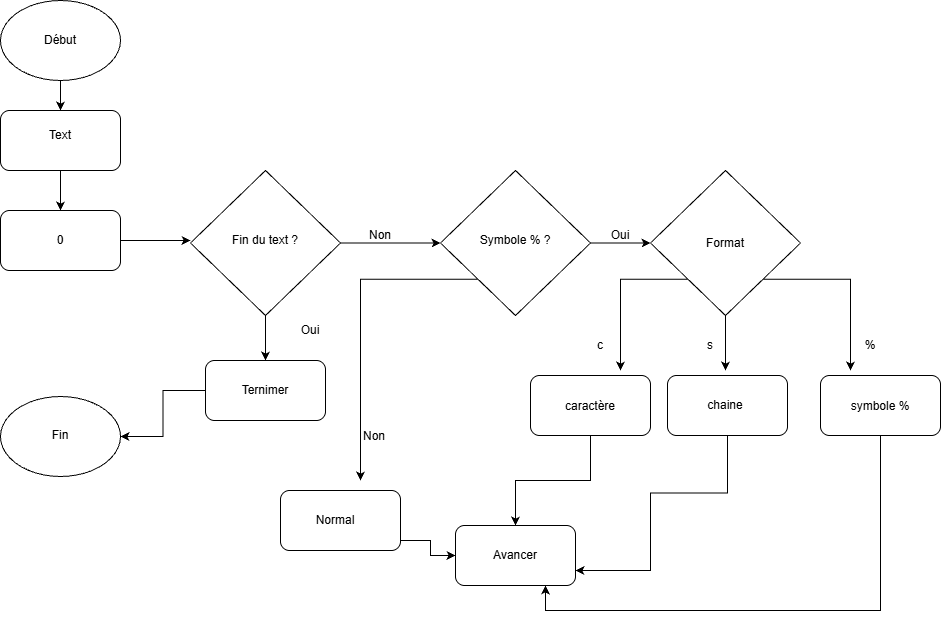 Début
Text
0
Fin du text ?
Non
Symbole % ?
Oui
Format
Oui
c
s
%
Ternimer
caractère
chaine
symbole %
Fin
Non
Normal
Avancer